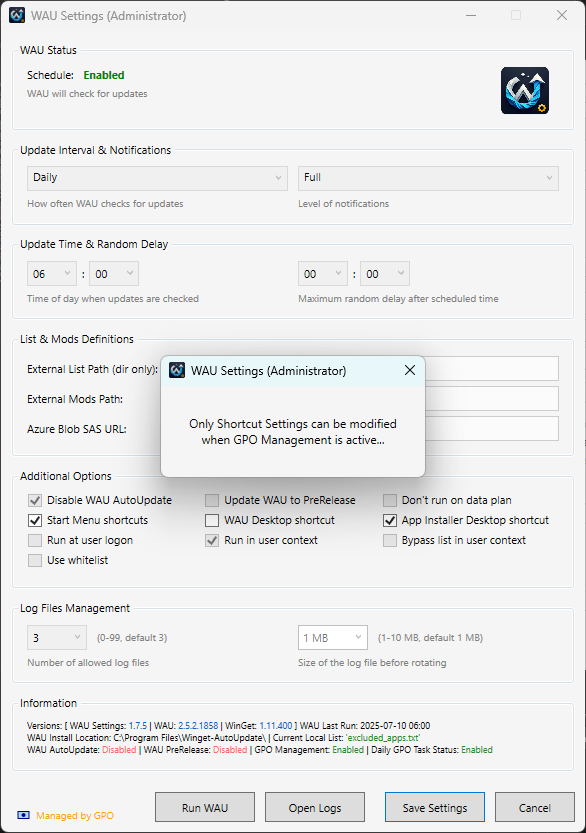 WAU Settings (Administrator)
WAU Status
Schedule: Enabled
WAU will check for updates
Update Interval & Notifications
Daily
Full
How often WAU checks for updates
Level of notifications
Update Time & Random Delay
06 : 00
00 : 00
Time of day when updates are checked
Maximum random delay after scheduled time
List & Mods Definitions
External List Path (dir only):
External Mods Path:
Azure Blob SAS URL:
WAU Settings (Administrator)
Only Shortcut Settings can be modified
when GPO Management is active...
Additional Options
Disable WAU AutoUpdate
Update WAU to PreRelease
Don't run on data plan
Start Menu shortcuts
WAU Desktop shortcut
App Installer Desktop shortcut
Run at user logon
Run in user context
Bypass list in user context
Use whitelist
Log Files Management
3 (0-99, default 3)
1 MB (1-10 MB, default 1 MB)
Number of allowed log files
Size of the log file before rotating
Information
Versions: [ WAU Settings: 1.7.5 | WAU: 2.5.2.1858 | WinGet: 1.11.400 ] WAU Last Run: 2025-07-10 06:00
WAU Install Location: C:\Program Files\Winget-AutoUpdate\ | Current Local List: 'excluded_apps.txt'
WAU AutoUpdate: Disabled | WAU PreRelease: Disabled | GPO Management: Enabled | Daily GPO Task Status: Enabled
Managed by GPO
Run WAU
Open Logs
Save Settings
Cancel